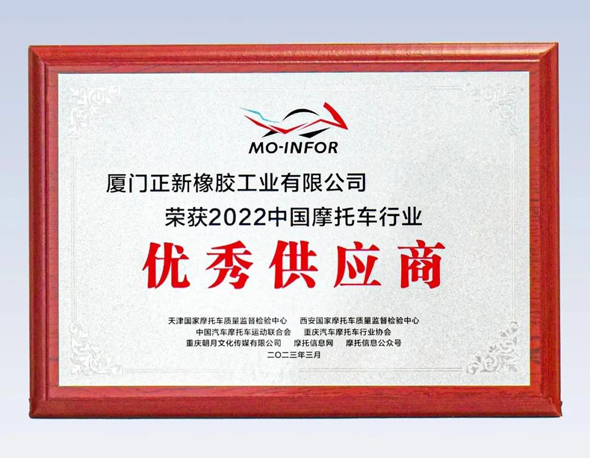 MO-INFOR
厦门正新橡胶工业有限公司
荣获2022中国摩托车行业
优秀供应商
天津国家摩托车质量监督检验中心 西安国家摩托车质量监督检验中心
中国汽车摩托车运动联合会 重庆汽车摩托车行业协会
重庆朝月文化传媒有限公司 摩托信息网 摩托信息公众号
二〇二三年三月